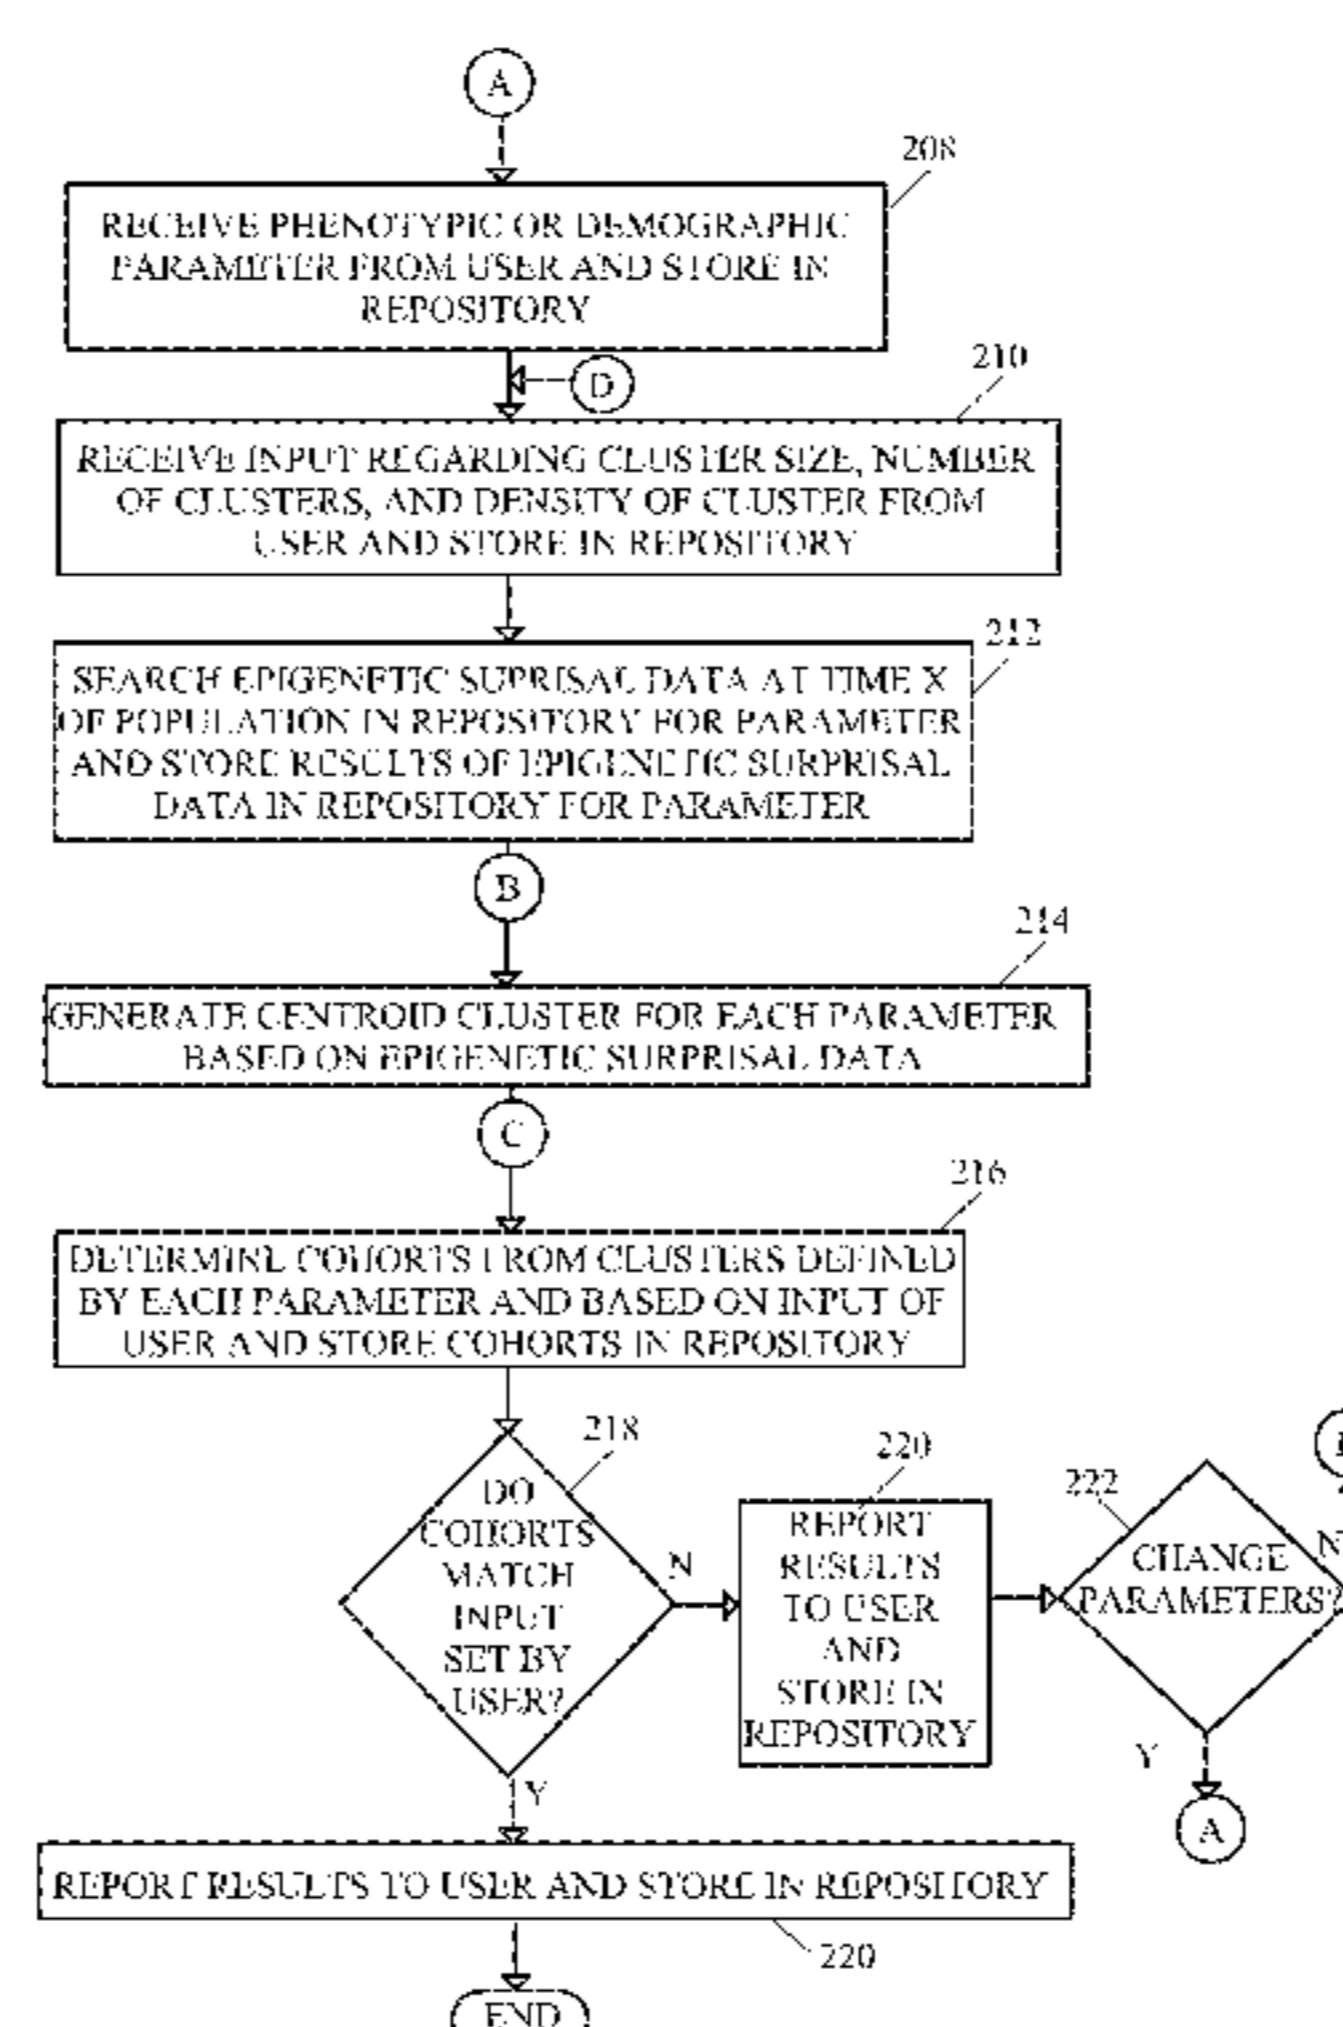 A
208
RECEIVE PHENOTYPIC OR DEMOGRAPHIC
PARAMETER FROM USER AND STORE IN
REPOSITORY
D
210
RECEIVE INPUT REGARDING CLUSTER SIZE, NUMBER
OF CLUSTERS, AND DENSITY OF CLUSTER FROM
USER AND STORE IN REPOSITORY
212
SEARCH EPIGENETIC SUPRISAL DATA AT TIME X
OF POPULATION IN REPOSITORY FOR PARAMETER
AND STORE RESULTS OF EPIGENETIC SURPRISAL
DATA IN REPOSITORY FOR PARAMETER
B
214
GENERATE CENTROID CLUSTER FOR EACH PARAMETER
BASED ON EPIGENETIC SURPRISAL DATA
C
216
DETERMINE COHORTS FROM CLUSTERS DEFINED
BY EACH PARAMETER AND BASED ON INPUT OF
USER AND STORE COHORTS IN REPOSITORY
218
DO
COHORTS
MATCH
INPUT
SET BY
USER?
N
220
REPORT
RESULTS
TO USER
AND
STORE IN
REPOSITORY
222
CHANGE
PARAMETERS?
N
Y
A
Y
REPORT RESULTS TO USER AND STORE IN REPOSITORY
220
END